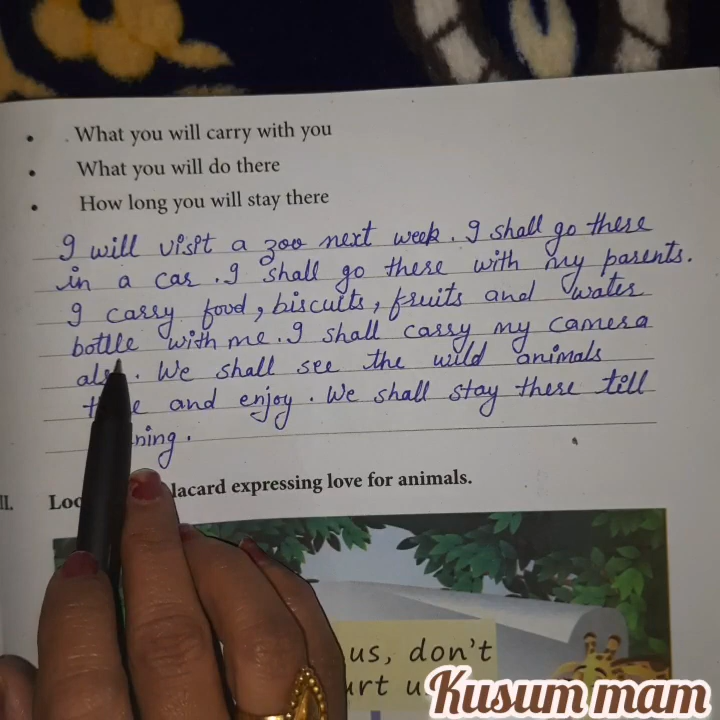 • What you will carry with you
• What you will do there
• How long you will stay there
I will visit a zoo next week. I shall go there
in a car. I shall go there with my parents.
I carry food, biscuits, fruits and water
bottle with me. I shall carry my camera
. We shall see the wild animals
and enjoy. We shall stay there till
II. placard expressing love for animals.
us, don't
Kusum mam